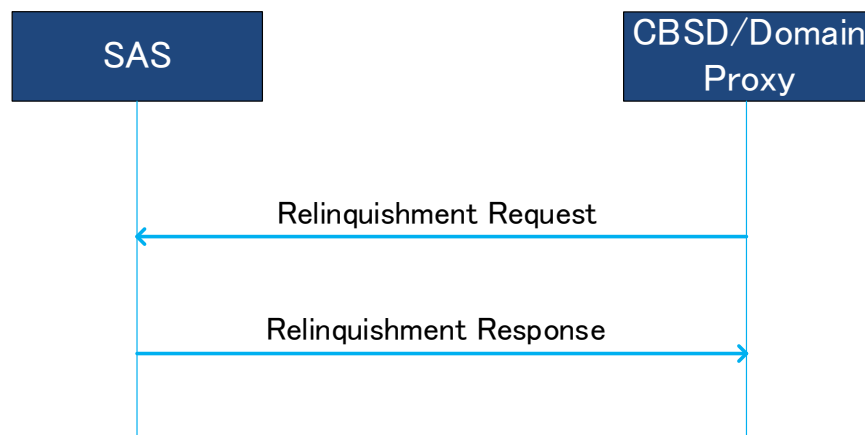 SAS
CBSD/Domain
Proxy
Relinquishment Request
Relinquishment Response